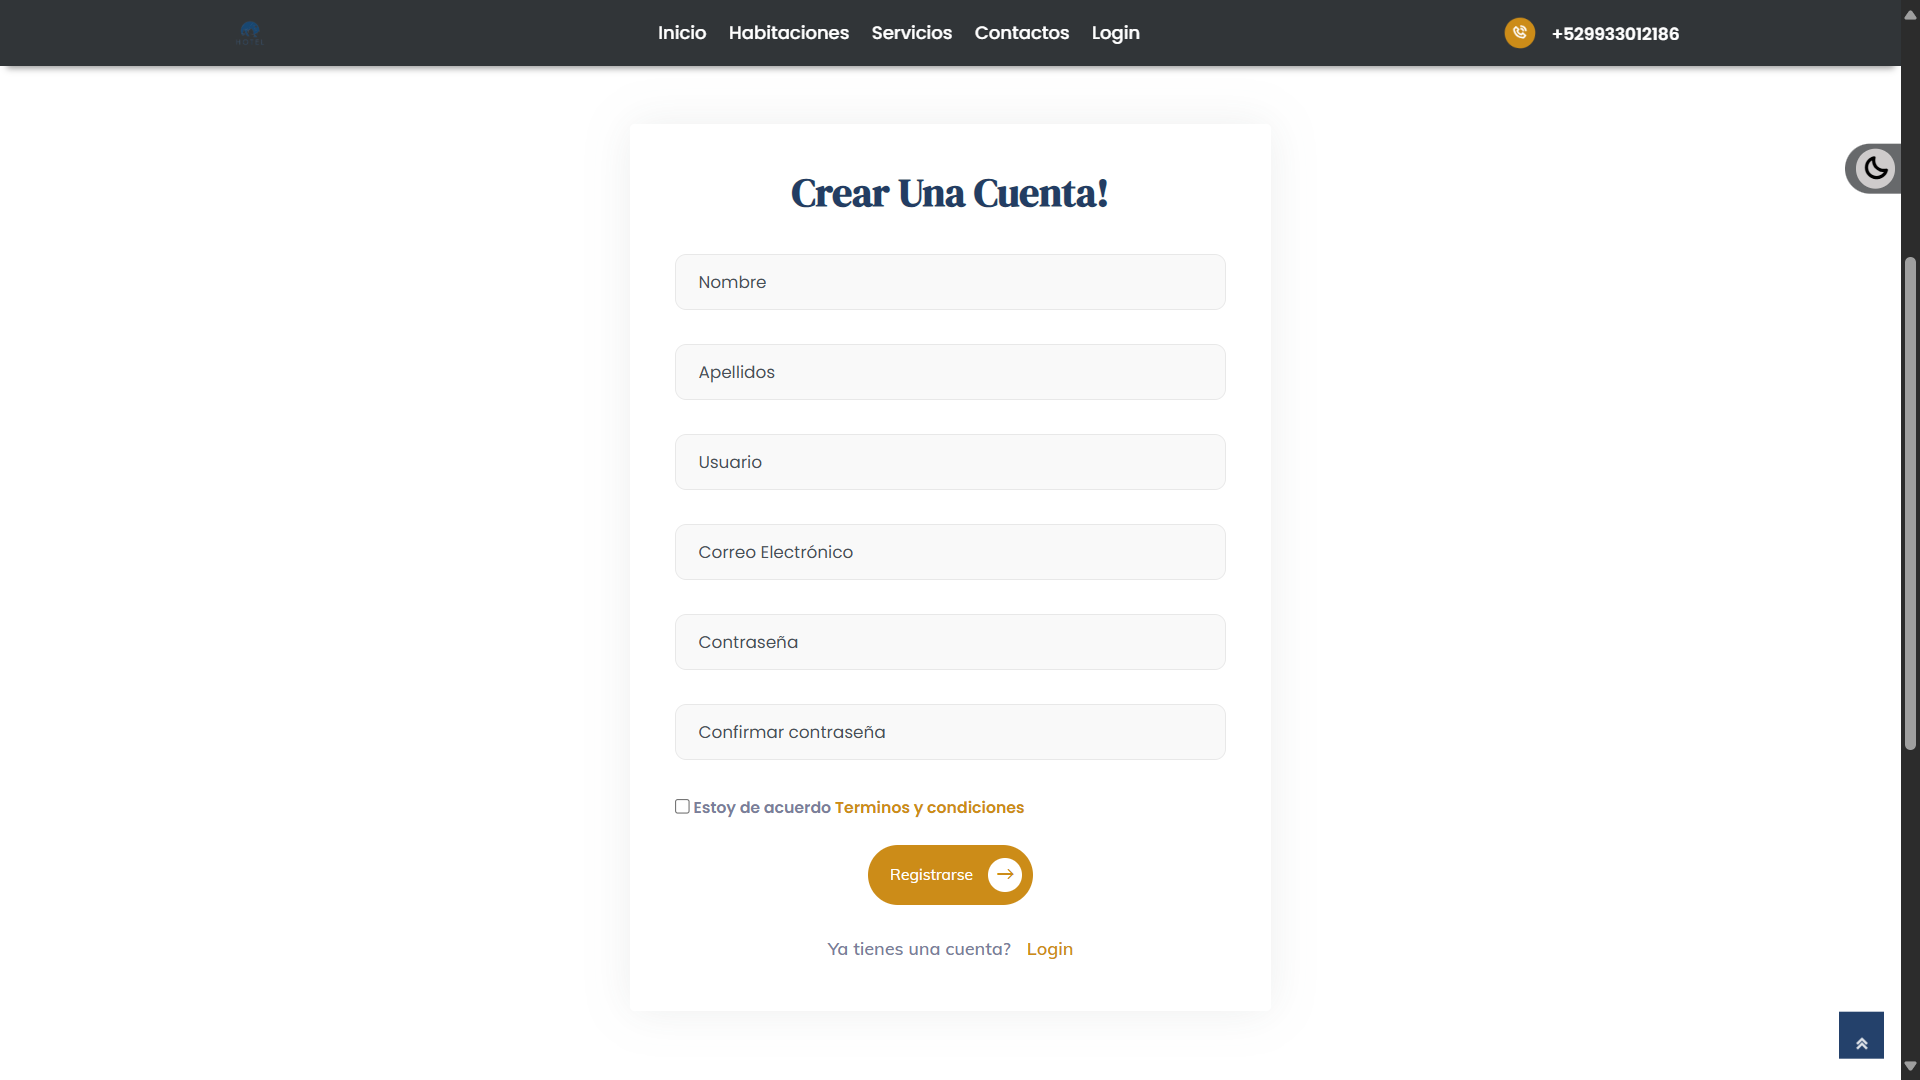 HOTEL
Inicio Habitaciones Servicios Contactos Login
+529933012186
Crear Una Cuenta!
Nombre
Apellidos
Usuario
Correo Electrónico
Contraseña
Confirmar contraseña
Estoy de acuerdo Terminos y condiciones
Registrarse
Ya tienes una cuenta? Login